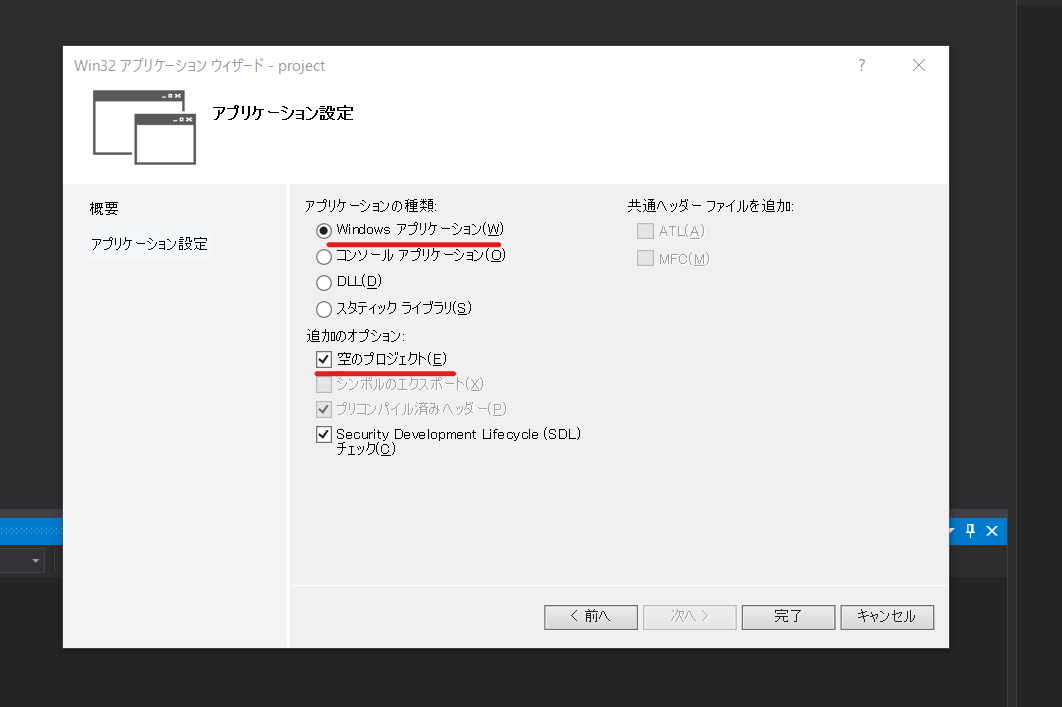 Win32 アプリケーション ウィザード - project
アプリケーション設定
概要
アプリケーション設定
アプリケーションの種類:
Windows アプリケーション(W)
コンソール アプリケーション(O)
DLL(D)
スタティック ライブラリ(S)
追加のオプション:
空のプロジェクト(E)
シンボルのエクスポート(X)
プリコンパイル済みヘッダー(P)
Security Development Lifecycle (SDL)
チェック(C)
共通ヘッダー ファイルを追加:
ATL(A)
MFC(M)
< 前へ
次へ >
完了
キャンセル